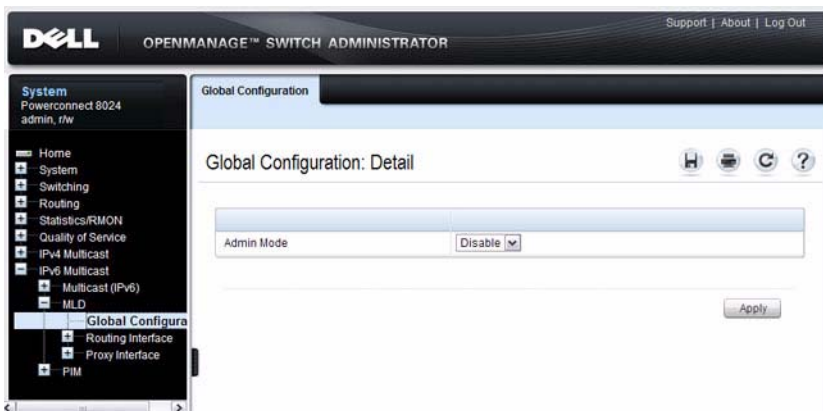 Support | About | Log Out
DELL
OPENMANAGE™ SWITCH ADMINISTRATOR
System
Powerconnect 8024
admin, r/w
Home
System
Switching
Routing
Statistics/RMON
Quality of Service
IPv4 Multicast
IPv6 Multicast
Multicast (IPv6)
MLD
Global Configura
Routing Interface
Proxy Interface
PIM
Global Configuration
Global Configuration: Detail
?
Admin Mode Disable
Apply